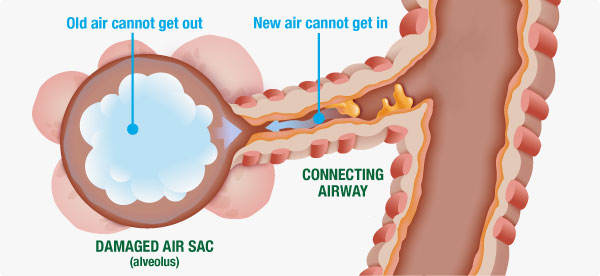 Old air cannot get out
New air cannot get in
CONNECTING
AIRWAY
DAMAGED AIR SAC
(alveolus)